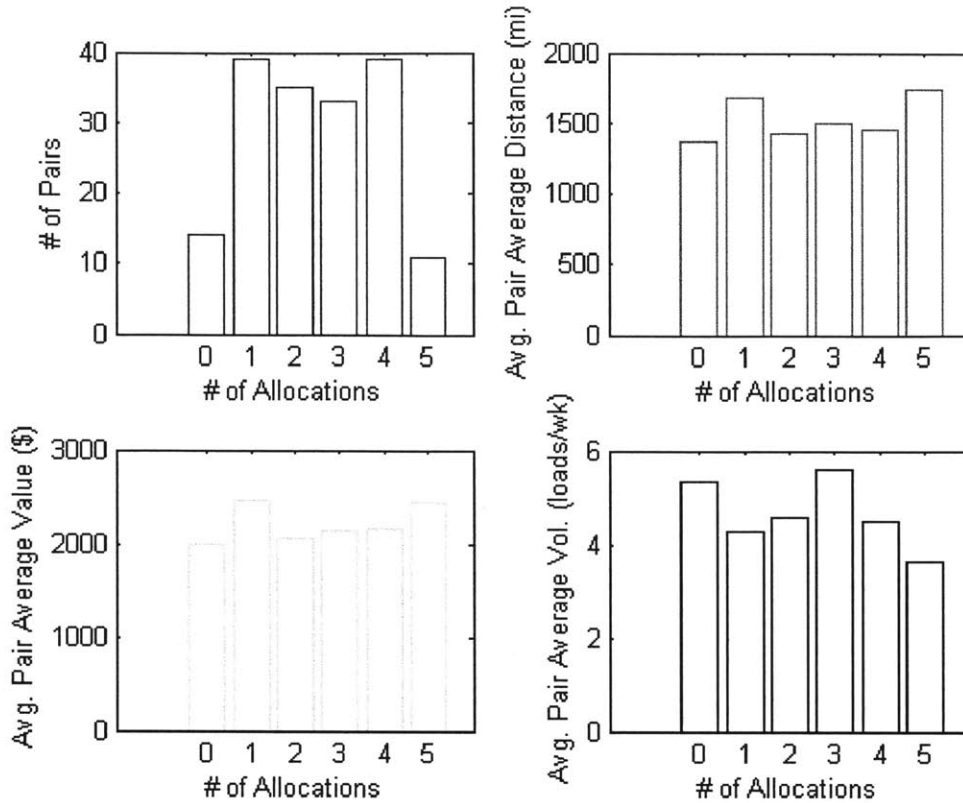 # of Pairs
40
30
20
10
0
0 1 2 3 4 5
# of Allocations
Avg. Pair Average Distance (mi)
2000
1500
1000
500
0
0 1 2 3 4 5
# of Allocations
Avg. Pair Average Value ($)
3000
2000
1000
0
0 1 2 3 4 5
# of Allocations
Avg. Pair Average Vol. (loads/wk)
6
4
2
0
0 1 2 3 4 5
# of Allocations